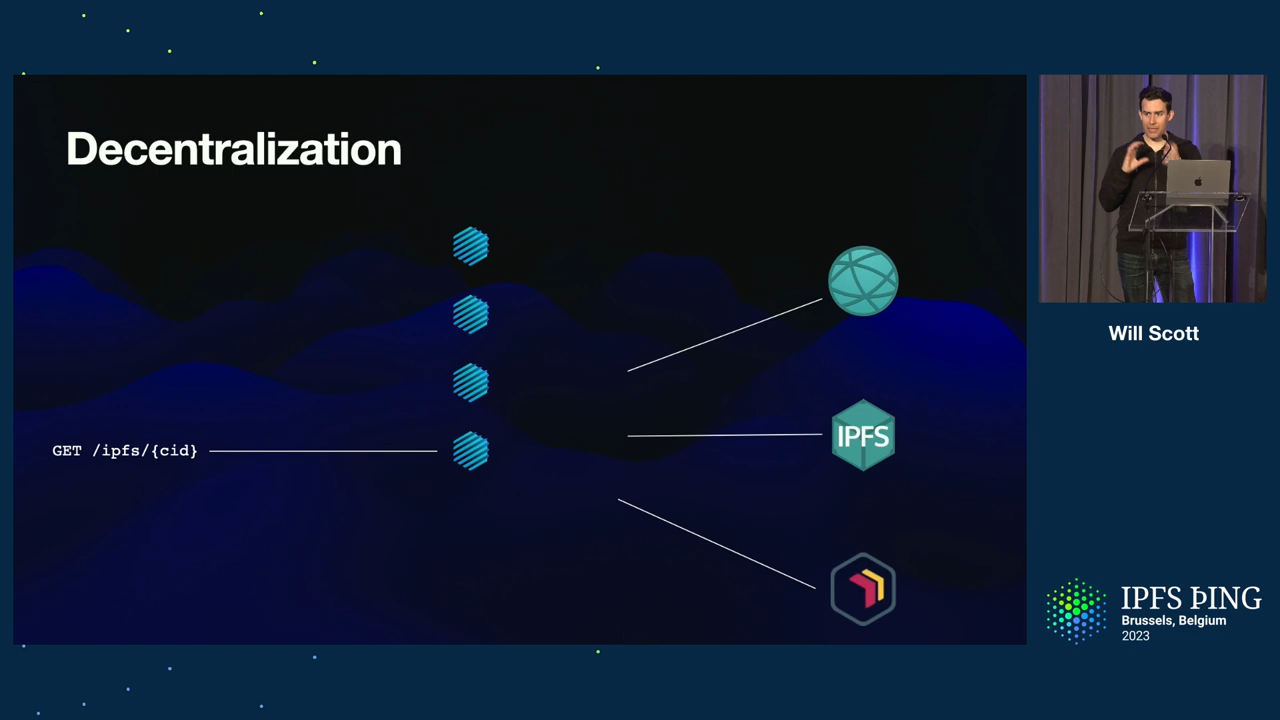 Decentralization
GET /ipfs/{cid}
IPFS
Will Scott
IPFS ÞING
Brussels, Belgium
2023